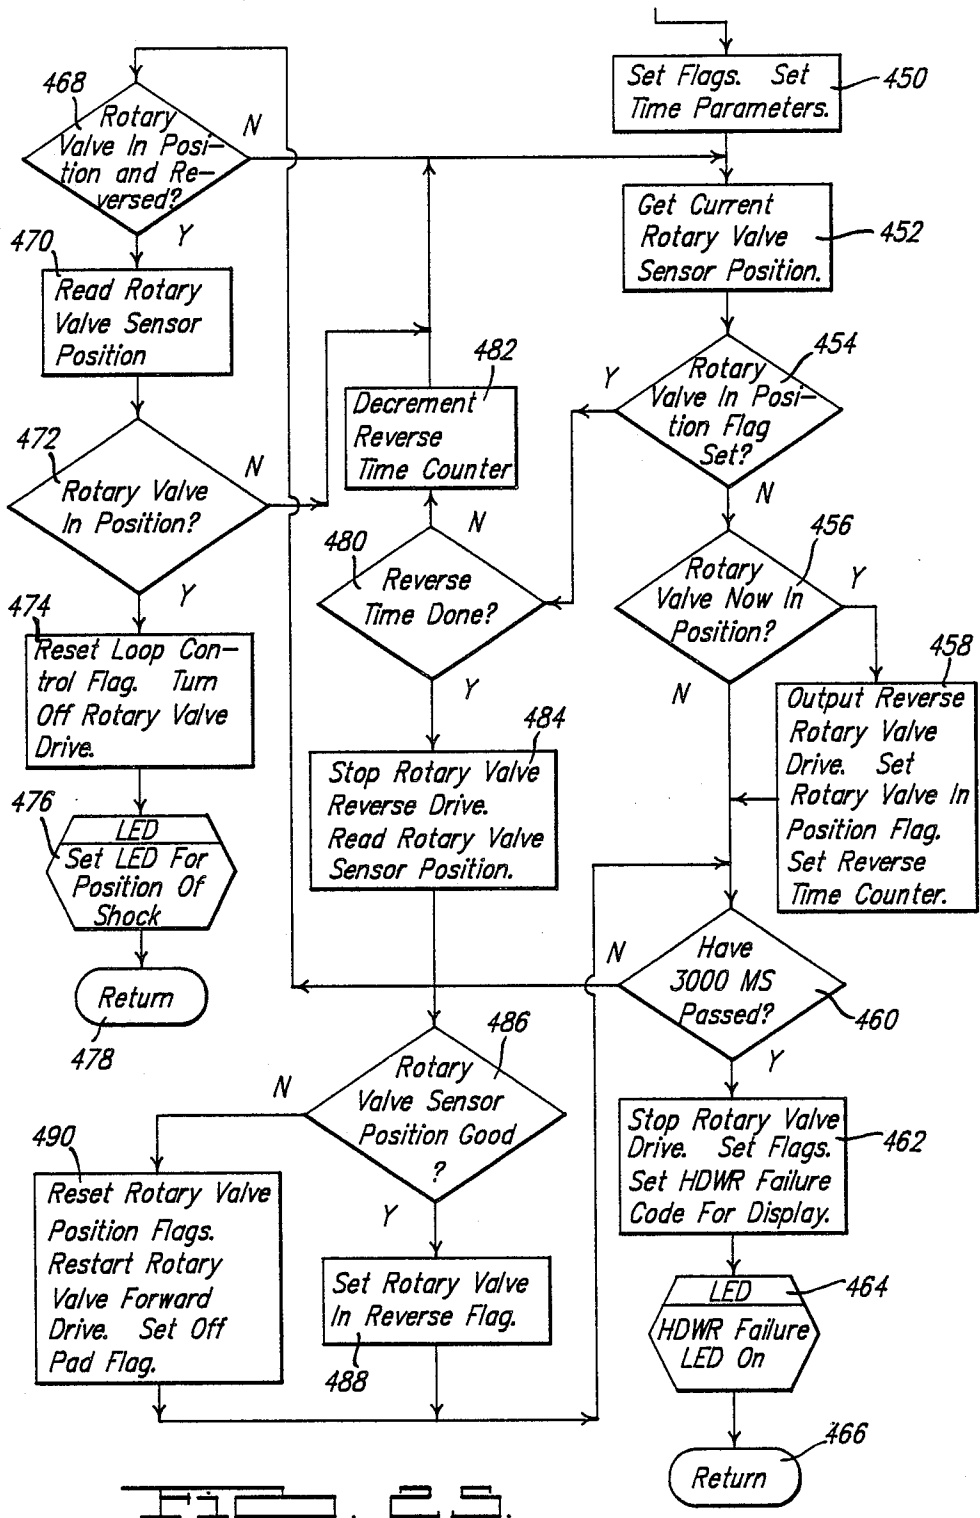 Set Flags. Set
Time Parameters.
450
468
Rotary
Valve In Posi-
tion and Re-
versed?
N
Y
Get Current
Rotary Valve
Sensor Position.
452
470
Read Rotary
Valve Sensor
Position
454
Rotary
Valve In Posi-
tion Flag
Set?
Y
N
482
Decrement
Reverse
Time Counter
472
Rotary Valve
In Position?
N
Y
480
Reverse
Time Done?
N
Y
456
Rotary
Valve Now In
Position?
Y
N
474
Reset Loop Con-
trol Flag. Turn
Off Rotary Valve
Drive.
458
Output Reverse
Rotary Valve
Drive. Set
Rotary Valve In
Position Flag.
Set Reverse
Time Counter.
484
Stop Rotary Valve
Reverse Drive.
Read Rotary Valve
Sensor Position.
476
LED
Set LED For
Position Of
Shock
Return
478
Have
3000 MS
Passed?
460
N
Y
486
Rotary
Valve Sensor
Position Good
?
N
Y
Stop Rotary Valve
Drive. Set Flags.
Set HDWR Failure
Code For Display.
462
490
Reset Rotary Valve
Position Flags.
Restart Rotary
Valve Forward
Drive. Set Off
Pad Flag.
Set Rotary Valve
In Reverse Flag.
488
LED
HDWR Failure
LED On
464
Return
466